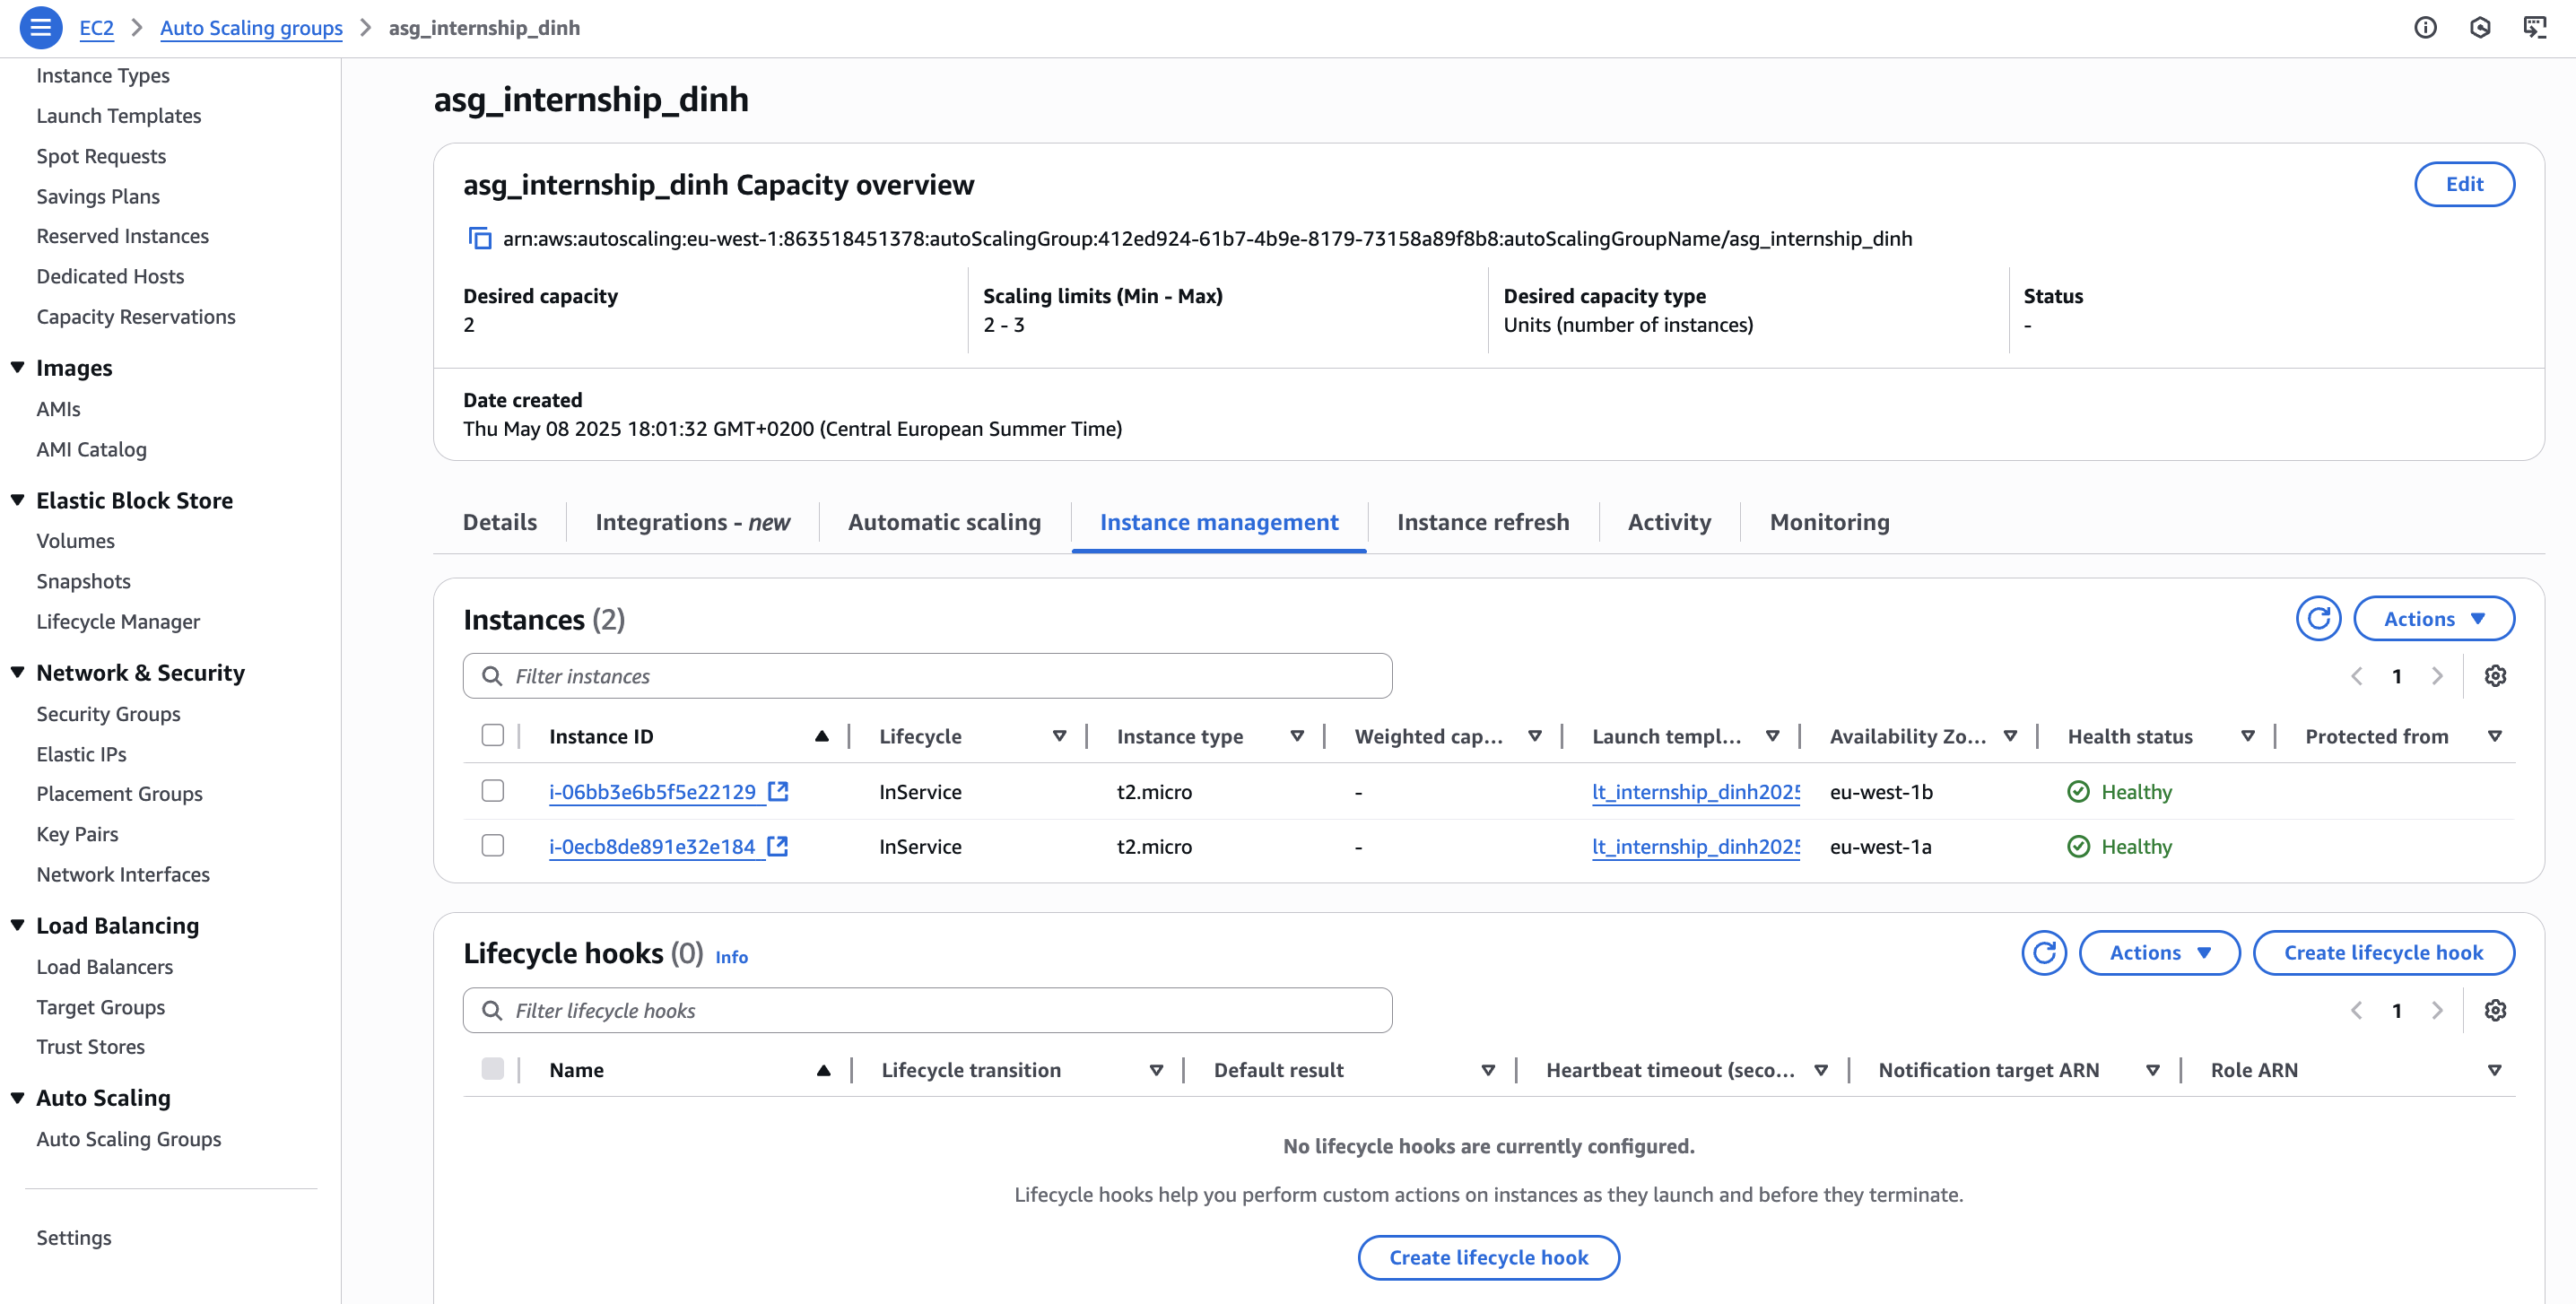 EC2 > Auto Scaling groups > asg_internship_dinh
Instance Types
Launch Templates
Spot Requests
Savings Plans
Reserved Instances
Dedicated Hosts
Capacity Reservations
Images
AMIs
AMI Catalog
Elastic Block Store
Volumes
Snapshots
Lifecycle Manager
Network & Security
Security Groups
Elastic IPs
Placement Groups
Key Pairs
Network Interfaces
Load Balancing
Load Balancers
Target Groups
Trust Stores
Auto Scaling
Auto Scaling Groups
Settings
asg_internship_dinh
asg_internship_dinh Capacity overview
Edit
arn:aws:autoscaling:eu-west-1:863518451378:autoScalingGroup:412ed924-61b7-4b9e-8179-73158a89f8b8:autoScalingGroupName/asg_internship_dinh
Desired capacity
2
Scaling limits (Min - Max)
2 - 3
Desired capacity type
Units (number of instances)
Status
-
Date created
Thu May 08 2025 18:01:32 GMT+0200 (Central European Summer Time)
Details Integrations - new Automatic scaling Instance management Instance refresh Activity Monitoring
Instances (2)
Actions
Filter instances
1
Instance ID Lifecycle Instance type Weighted cap... Launch templ... Availability Zo... Health status Protected from
i-06bb3e6b5f5e22129 InService t2.micro - lt_internship_dinh2025 eu-west-1b Healthy
i-0ecb8de891e32e184 InService t2.micro - lt_internship_dinh2025 eu-west-1a Healthy
Lifecycle hooks (0) Info
Actions Create lifecycle hook
Filter lifecycle hooks
1
Name Lifecycle transition Default result Heartbeat timeout (seco... Notification target ARN Role ARN
No lifecycle hooks are currently configured.
Lifecycle hooks help you perform custom actions on instances as they launch and before they terminate.
Create lifecycle hook